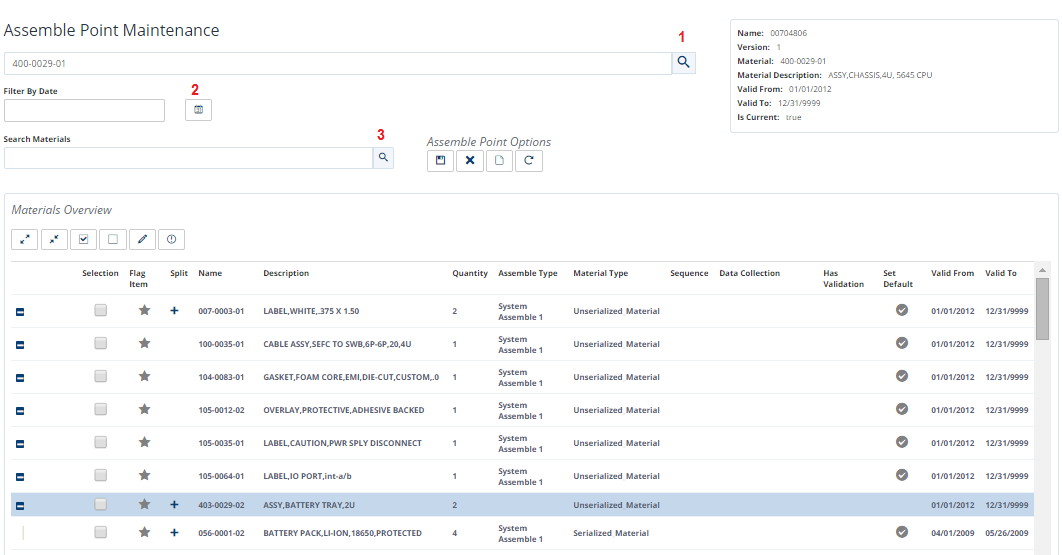 Assemble Point Maintenance
1
400-0029-01
Name: 00704806
Version: 1
Material: 400-0029-01
Material Description: ASSY,CHASSIS,4U, 5645 CPU
Valid From: 01/01/2012
Valid To: 12/31/9999
Is Current: true
Filter By Date
2
Search Materials
3
Assemble Point Options
Materials Overview
Selection Flag Item Split Name Description Quantity Assemble Type Material Type Sequence Data Collection Has Validation Set Default Valid From Valid To
007-0003-01 LABEL,WHITE,.375 X 1.50 2 System Assemble 1 Unserialized Material 01/01/2012 12/31/9999
100-0035-01 CABLE ASSY,SEFC TO SWB,6P-6P,20,4U 1 System Assemble 1 Unserialized Material 01/01/2012 12/31/9999
104-0083-01 GASKET,FOAM CORE,EMI,DIE-CUT,CUSTOM,.0 1 System Assemble 1 Unserialized Material 01/01/2012 12/31/9999
105-0012-02 OVERLAY,PROTECTIVE,ADHESIVE BACKED 1 System Assemble 1 Unserialized Material 01/01/2012 12/31/9999
105-0035-01 LABEL,CAUTION,PWR SPLY DISCONNECT 1 System Assemble 1 Unserialized Material 01/01/2012 12/31/9999
105-0064-01 LABEL,IO PORT,int-a/b 1 System Assemble 1 Unserialized Material 01/01/2012 12/31/9999
403-0029-02 ASSY,BATTERY TRAY,2U 2 Unserialized Material 01/01/2012 12/31/9999
056-0001-02 BATTERY PACK,LI-ION,18650,PROTECTED 4 System Assemble 1 Serialized Material 04/01/2009 05/26/2009